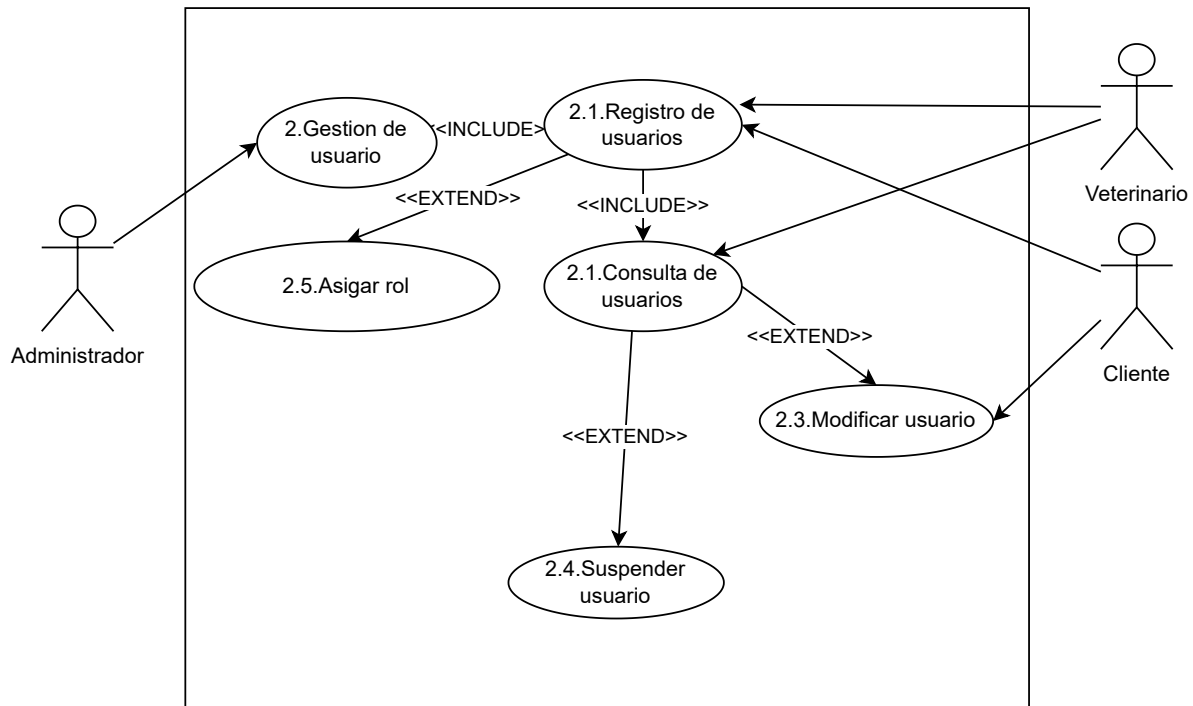 2.1.Registro de
usuarios
2.Gestion de
usuario
<<INCLUDE>
Veterinario
<<EXTEND>>
<<INCLUDE>>
2.5.Asigar rol
2.1.Consulta de
usuarios
Administrador
<<EXTEND>>
Cliente
2.3.Modificar usuario
<<EXTEND>>
2.4.Suspender
usuario